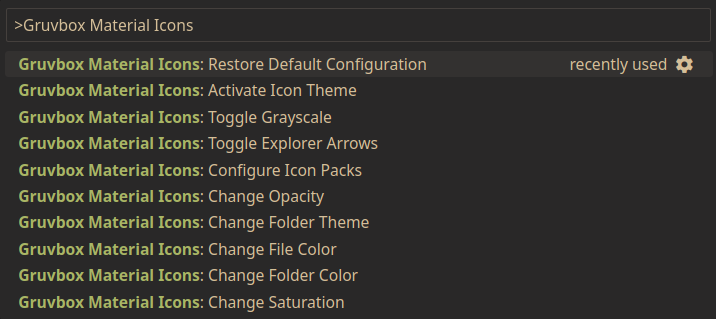 >Gruvbox Material Icons
Gruvbox Material Icons: Restore Default Configuration recently used
Gruvbox Material Icons: Activate Icon Theme
Gruvbox Material Icons: Toggle Grayscale
Gruvbox Material Icons: Toggle Explorer Arrows
Gruvbox Material Icons: Configure Icon Packs
Gruvbox Material Icons: Change Opacity
Gruvbox Material Icons: Change Folder Theme
Gruvbox Material Icons: Change File Color
Gruvbox Material Icons: Change Folder Color
Gruvbox Material Icons: Change Saturation